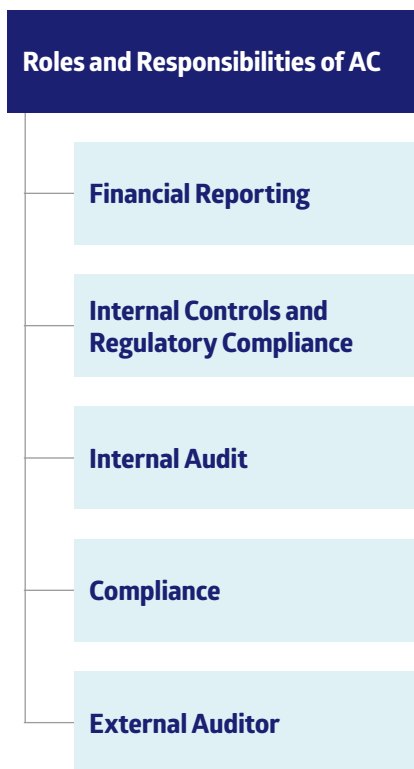 Roles and Responsibilities of AC
Financial Reporting
Internal Controls and
Regulatory Compliance
Internal Audit
Compliance
External Auditor